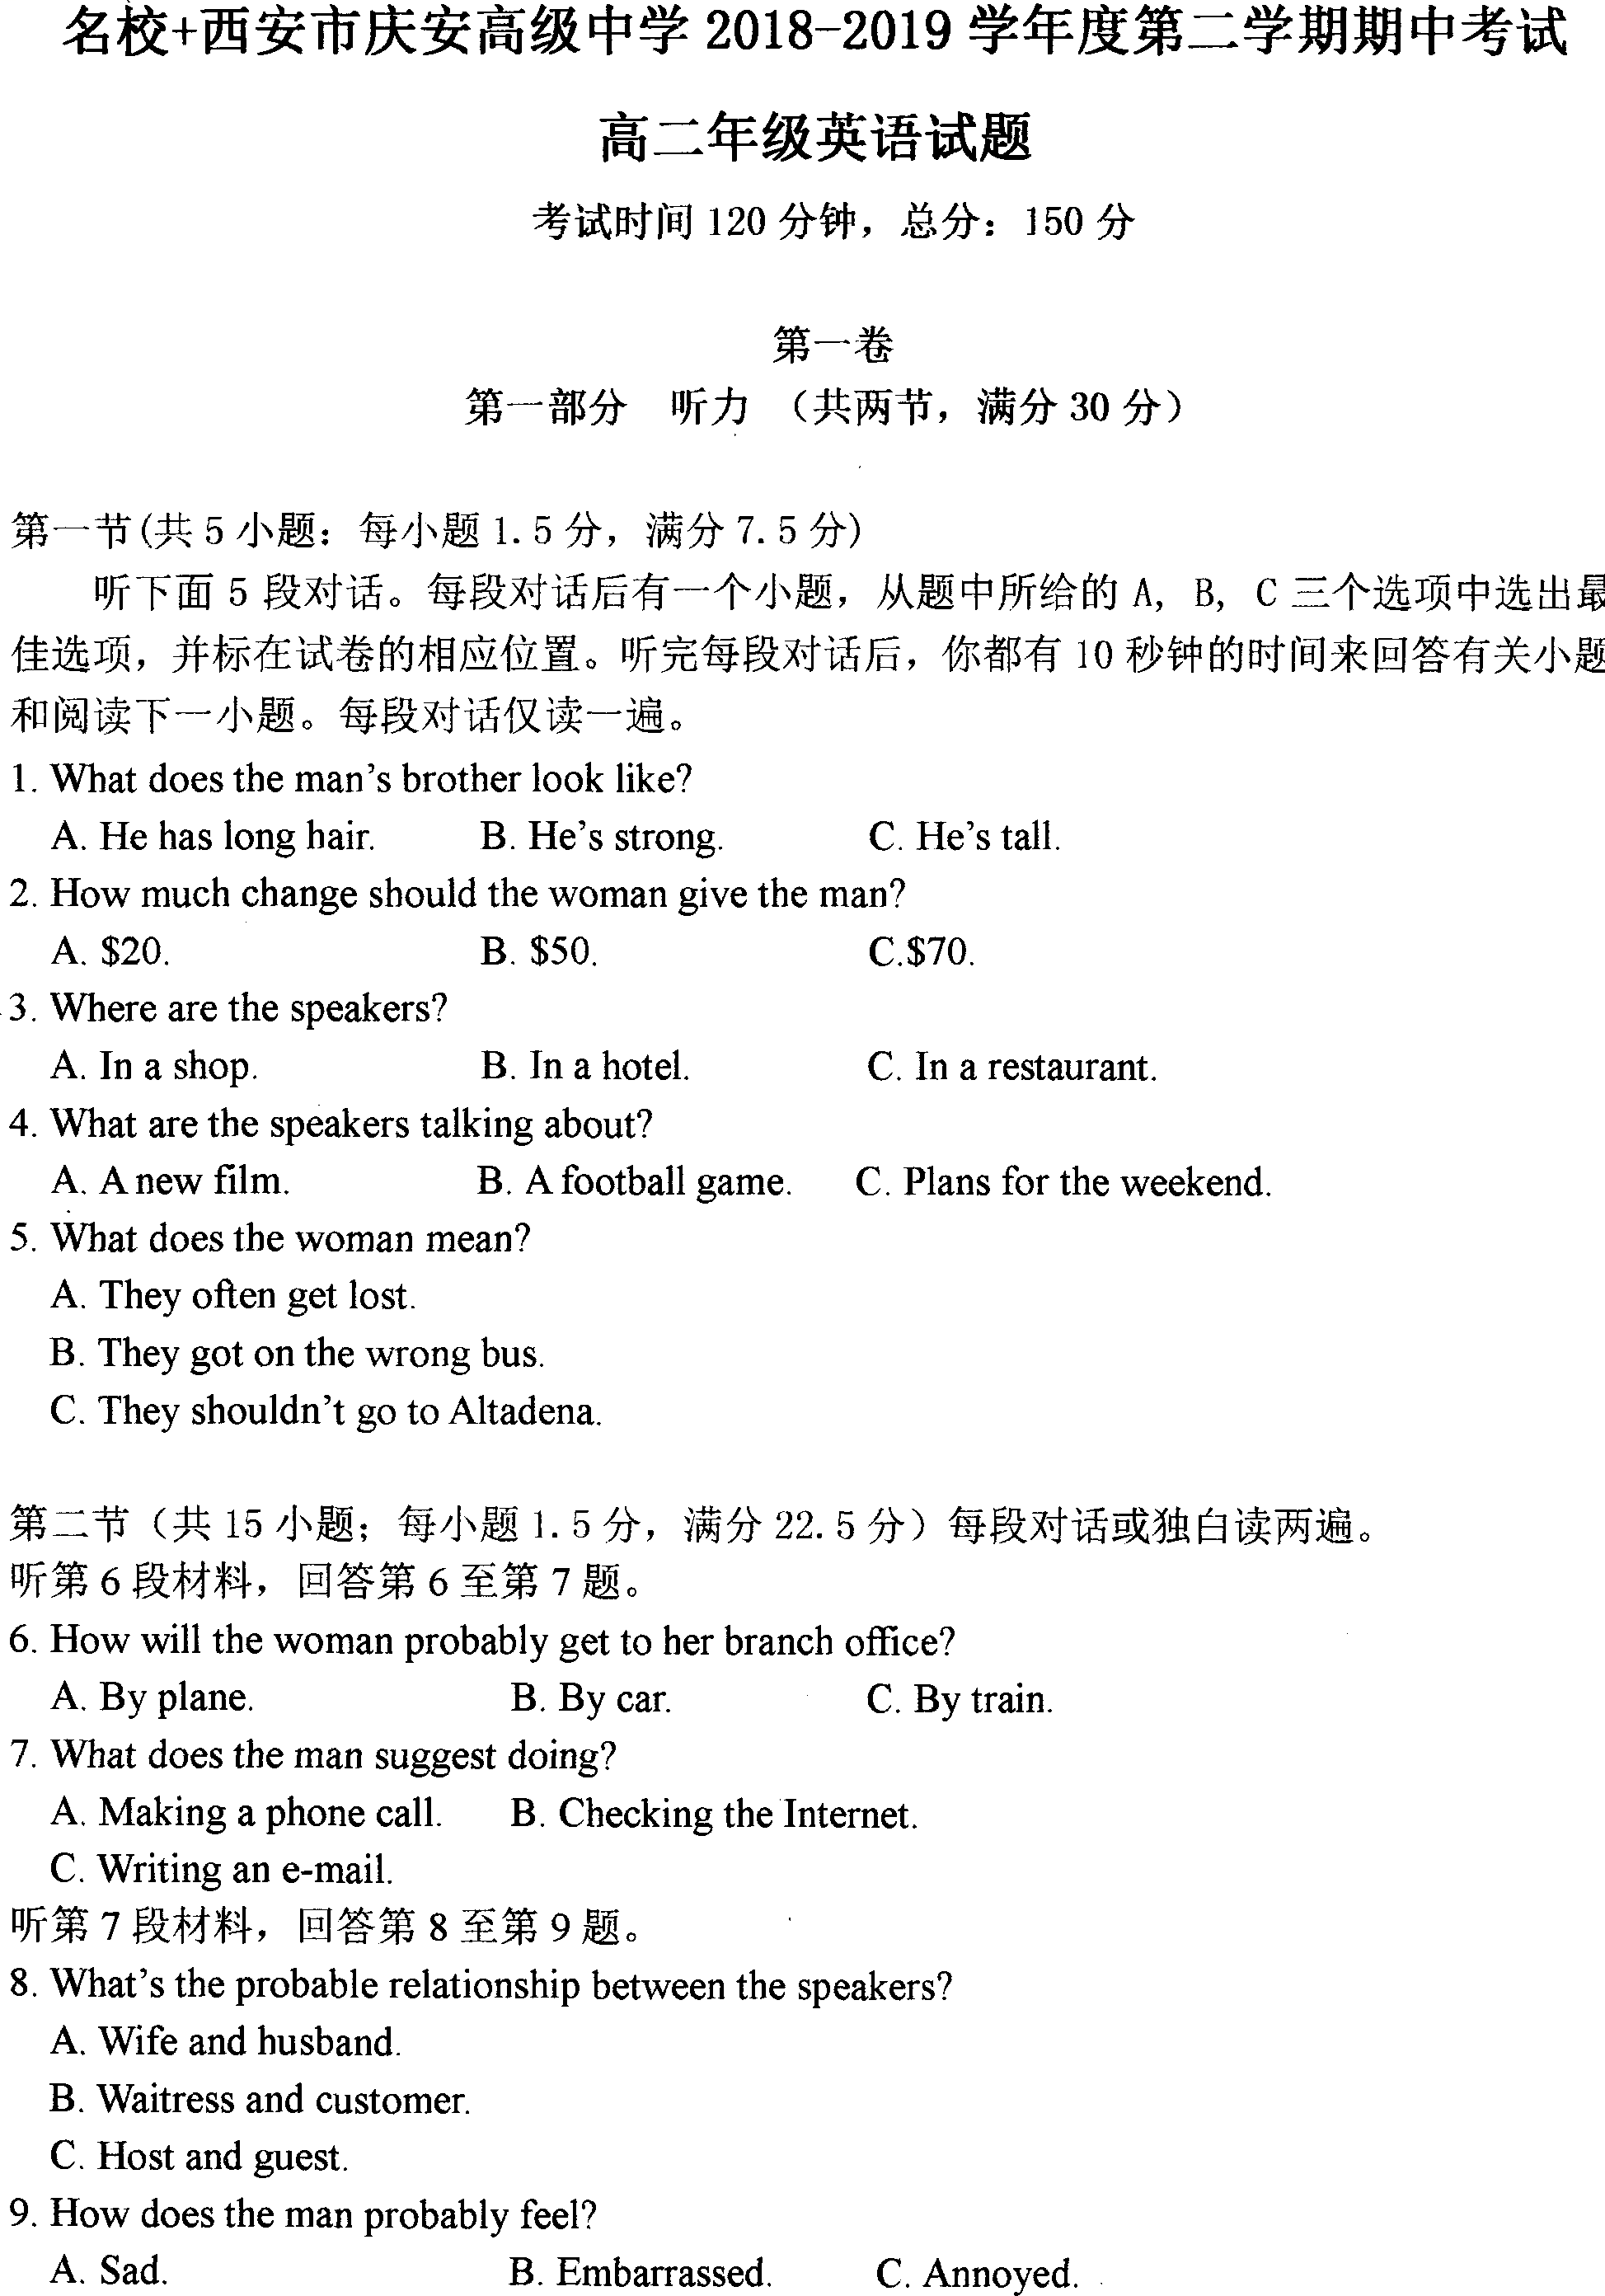 名校+西安市庆安高级中学 2018-2019 学年度第二学期期中考试
高二年级英语试题
考试时间 120 分钟，总分：150 分
第一卷
第一部分 听力 （共两节，满分 30 分）
第一节(共 5 小题：每小题 1.5 分，满分 7.5 分)
听下面 5 段对话。每段对话后有一个小题，从题中所给的 A, B, C 三个选项中选出最
佳选项，并标在试卷的相应位置。听完每段对话后，你都有 10 秒钟的时间来回答有关小题
和阅读下一小题。每段对话仅读一遍。
1. What does the man's brother look like?
A. He has long hair. B. He's strong. C. He's tall.
2. How much change should the woman give the man?
A. $20. B. $50. C.$70.
3. Where are the speakers?
A. In a shop. B. In a hotel. C. In a restaurant.
4. What are the speakers talking about?
A. A new film. B. A football game. C. Plans for the weekend.
5. What does the woman mean?
A. They often get lost.
B. They got on the wrong bus.
C. They shouldn't go to Altadena.
第二节（共 15 小题；每小题 1.5 分，满分 22.5 分）每段对话或独白读两遍。
听第 6 段材料，回答第 6 至第 7 题。
6. How will the woman probably get to her branch office?
A. By plane. B. By car. C. By train.
7. What does the man suggest doing?
A. Making a phone call. B. Checking the Internet.
C. Writing an e-mail.
听第 7 段材料，回答第 8 至第 9 题。
8. What's the probable relationship between the speakers?
A. Wife and husband.
B. Waitress and customer.
C. Host and guest.
9. How does the man probably feel?
A. Sad. B. Embarrassed. C. Annoyed.